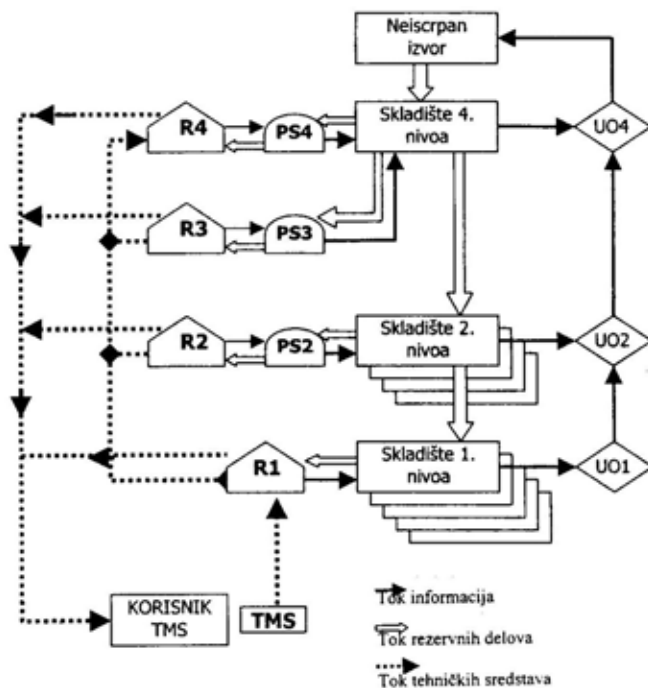 Neiscrpan
izvor
R4
PS4
Skladište 4.
nivoa
UO4
R3
PS3
R2
PS2
Skladište 2.
nivoa
UO2
R1
Skladište 1.
nivoa
UO1
KORISNIK
TMS
TMS
Tok informacija
Tok rezervnih delova
Tok tehničkih sredstava